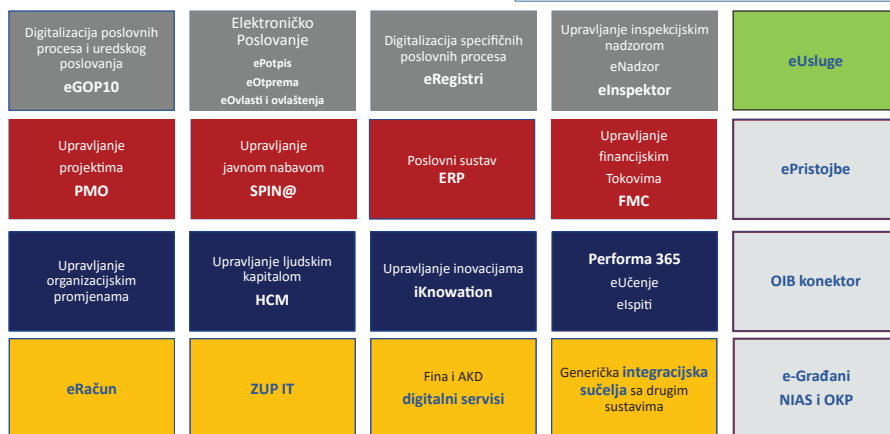 Digitalizacija poslovnih
procesa i uredskog
poslovanja
eGOP10
Elektroničko
Poslovanje
ePotpis
eOtprema
eOvlasti i ovlaštenja
Digitalizacija specifičnih
poslovnih procesa
eRegistri
Upravljanje inspekcijskim
nadzorom
eNadzor
eInspektor
eUsluge
Upravljanje
projektima
PMO
Upravljanje
javnom nabavom
SPIN@
Poslovni sustav
ERP
Upravljanje
financijskim
Tokovima
FMC
ePristojbe
Upravljanje
organizacijskim
promjenama
Upravljanje ljudskim
kapitalom
HCM
Upravljanje inovacijama
iKnowation
Performa 365
eUčenje
eIspiti
OIB konektor
eRačun
ZUP IT
Fina i AKD
digitalni servisi
Generička integracijska
sučelja sa drugim
sustavima
e-Građani
NIAS i OKP